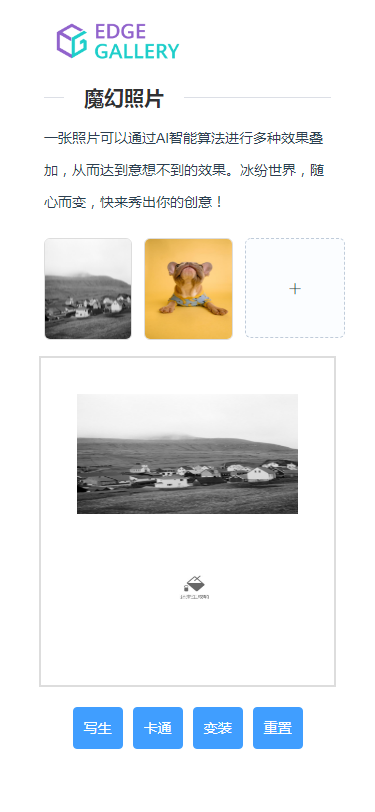 EDGE
GALLERY
魔幻照片
一张照片可以通过AI智能算法进行多种效果叠
加，从而达到意想不到的效果。冰纷世界，随
心而变，快来秀出你的创意！
写生
卡通
变装
重置